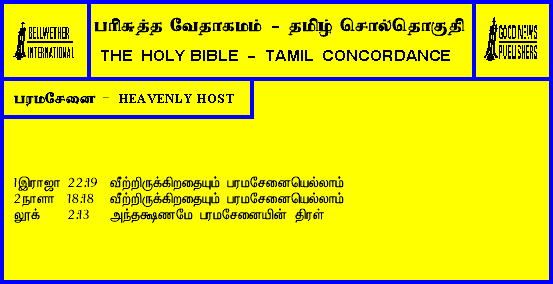 BELLWETHER
INTERNATIONAL
பரிசுத்த வேதாகமம் - தமிழ் சொல்தொகுதி
THE HOLY BIBLE - TAMIL CONCORDANCE
GOOD NEWS
PUBLISHERS
பரமசேனை - HEAVENLY HOST
1இராஜா 22:19 வீற்றிருக்கிறதையும் பரமசேனையெல்லாம்
2நாளா 18:18 வீற்றிருக்கிறதையும் பரமசேனையெல்லாம்
லூக் 2:13 அந்தக்ஷணமே பரமசேனையின் திரள்